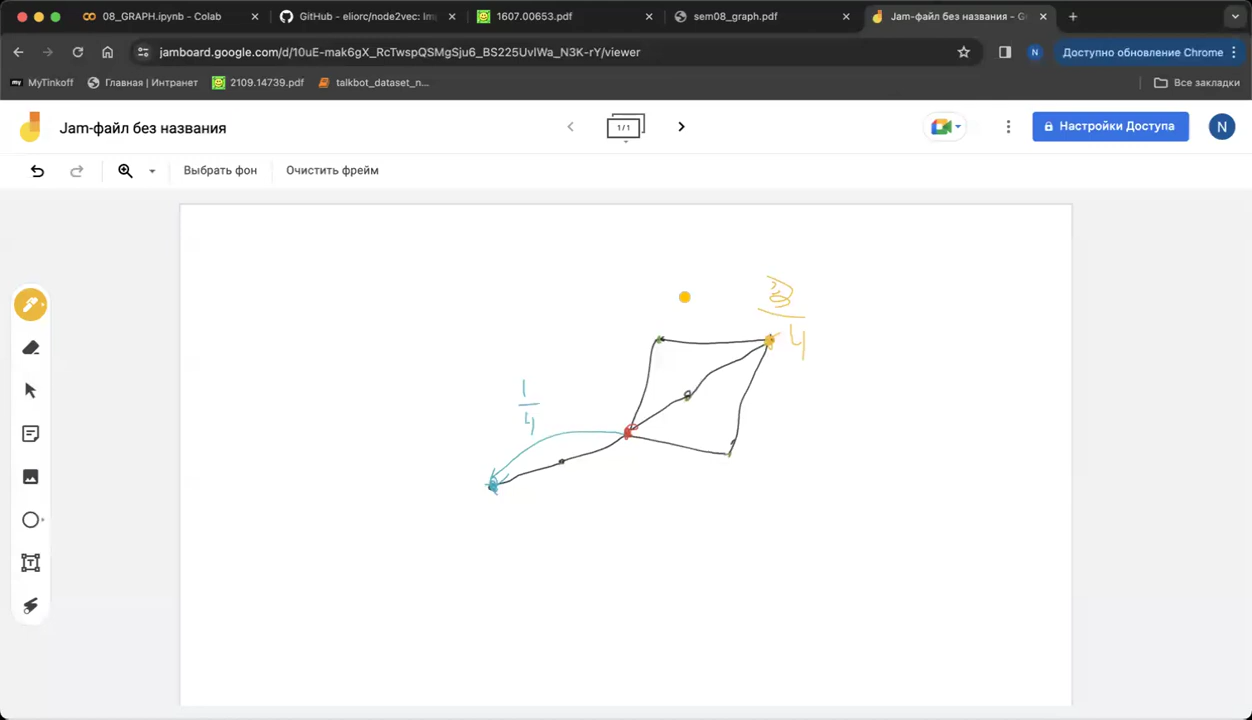 08_GRAPH.ipynb - Colab
GitHub - eliorc/node2vec: Im
1607.00653.pdf
sem08_graph.pdf
Jam-файл без названия - G
jamboard.google.com/d/10uE-mak6gX_RcTwspQSMgSju6_BS225UvIWa_N3K-rY/viewer
N
Доступно обновление Chrome
my MyTinkoff
Главная | Интранет
2109.14739.pdf
talkbot_dataset_n...
Все закладки
Jam-файл без названия
1/1
Настройки Доступа
N
Выбрать фон
Очистить фрейм
3
4
1
4